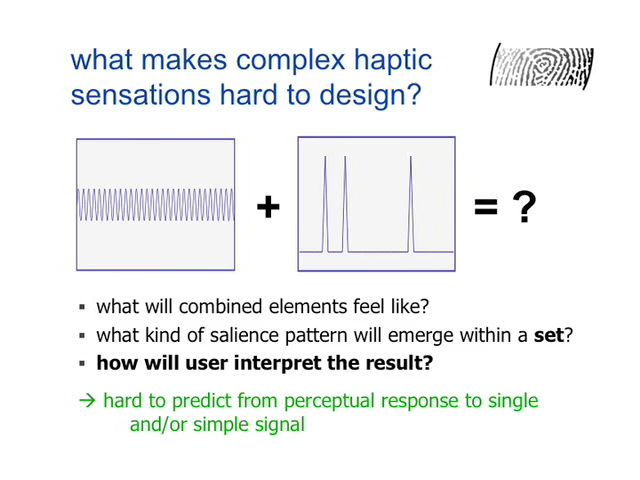 what makes complex haptic
sensations hard to design?
+ = ?
▪ what will combined elements feel like?
▪ what kind of salience pattern will emerge within a set?
▪ how will user interpret the result?
→ hard to predict from perceptual response to single
and/or simple signal